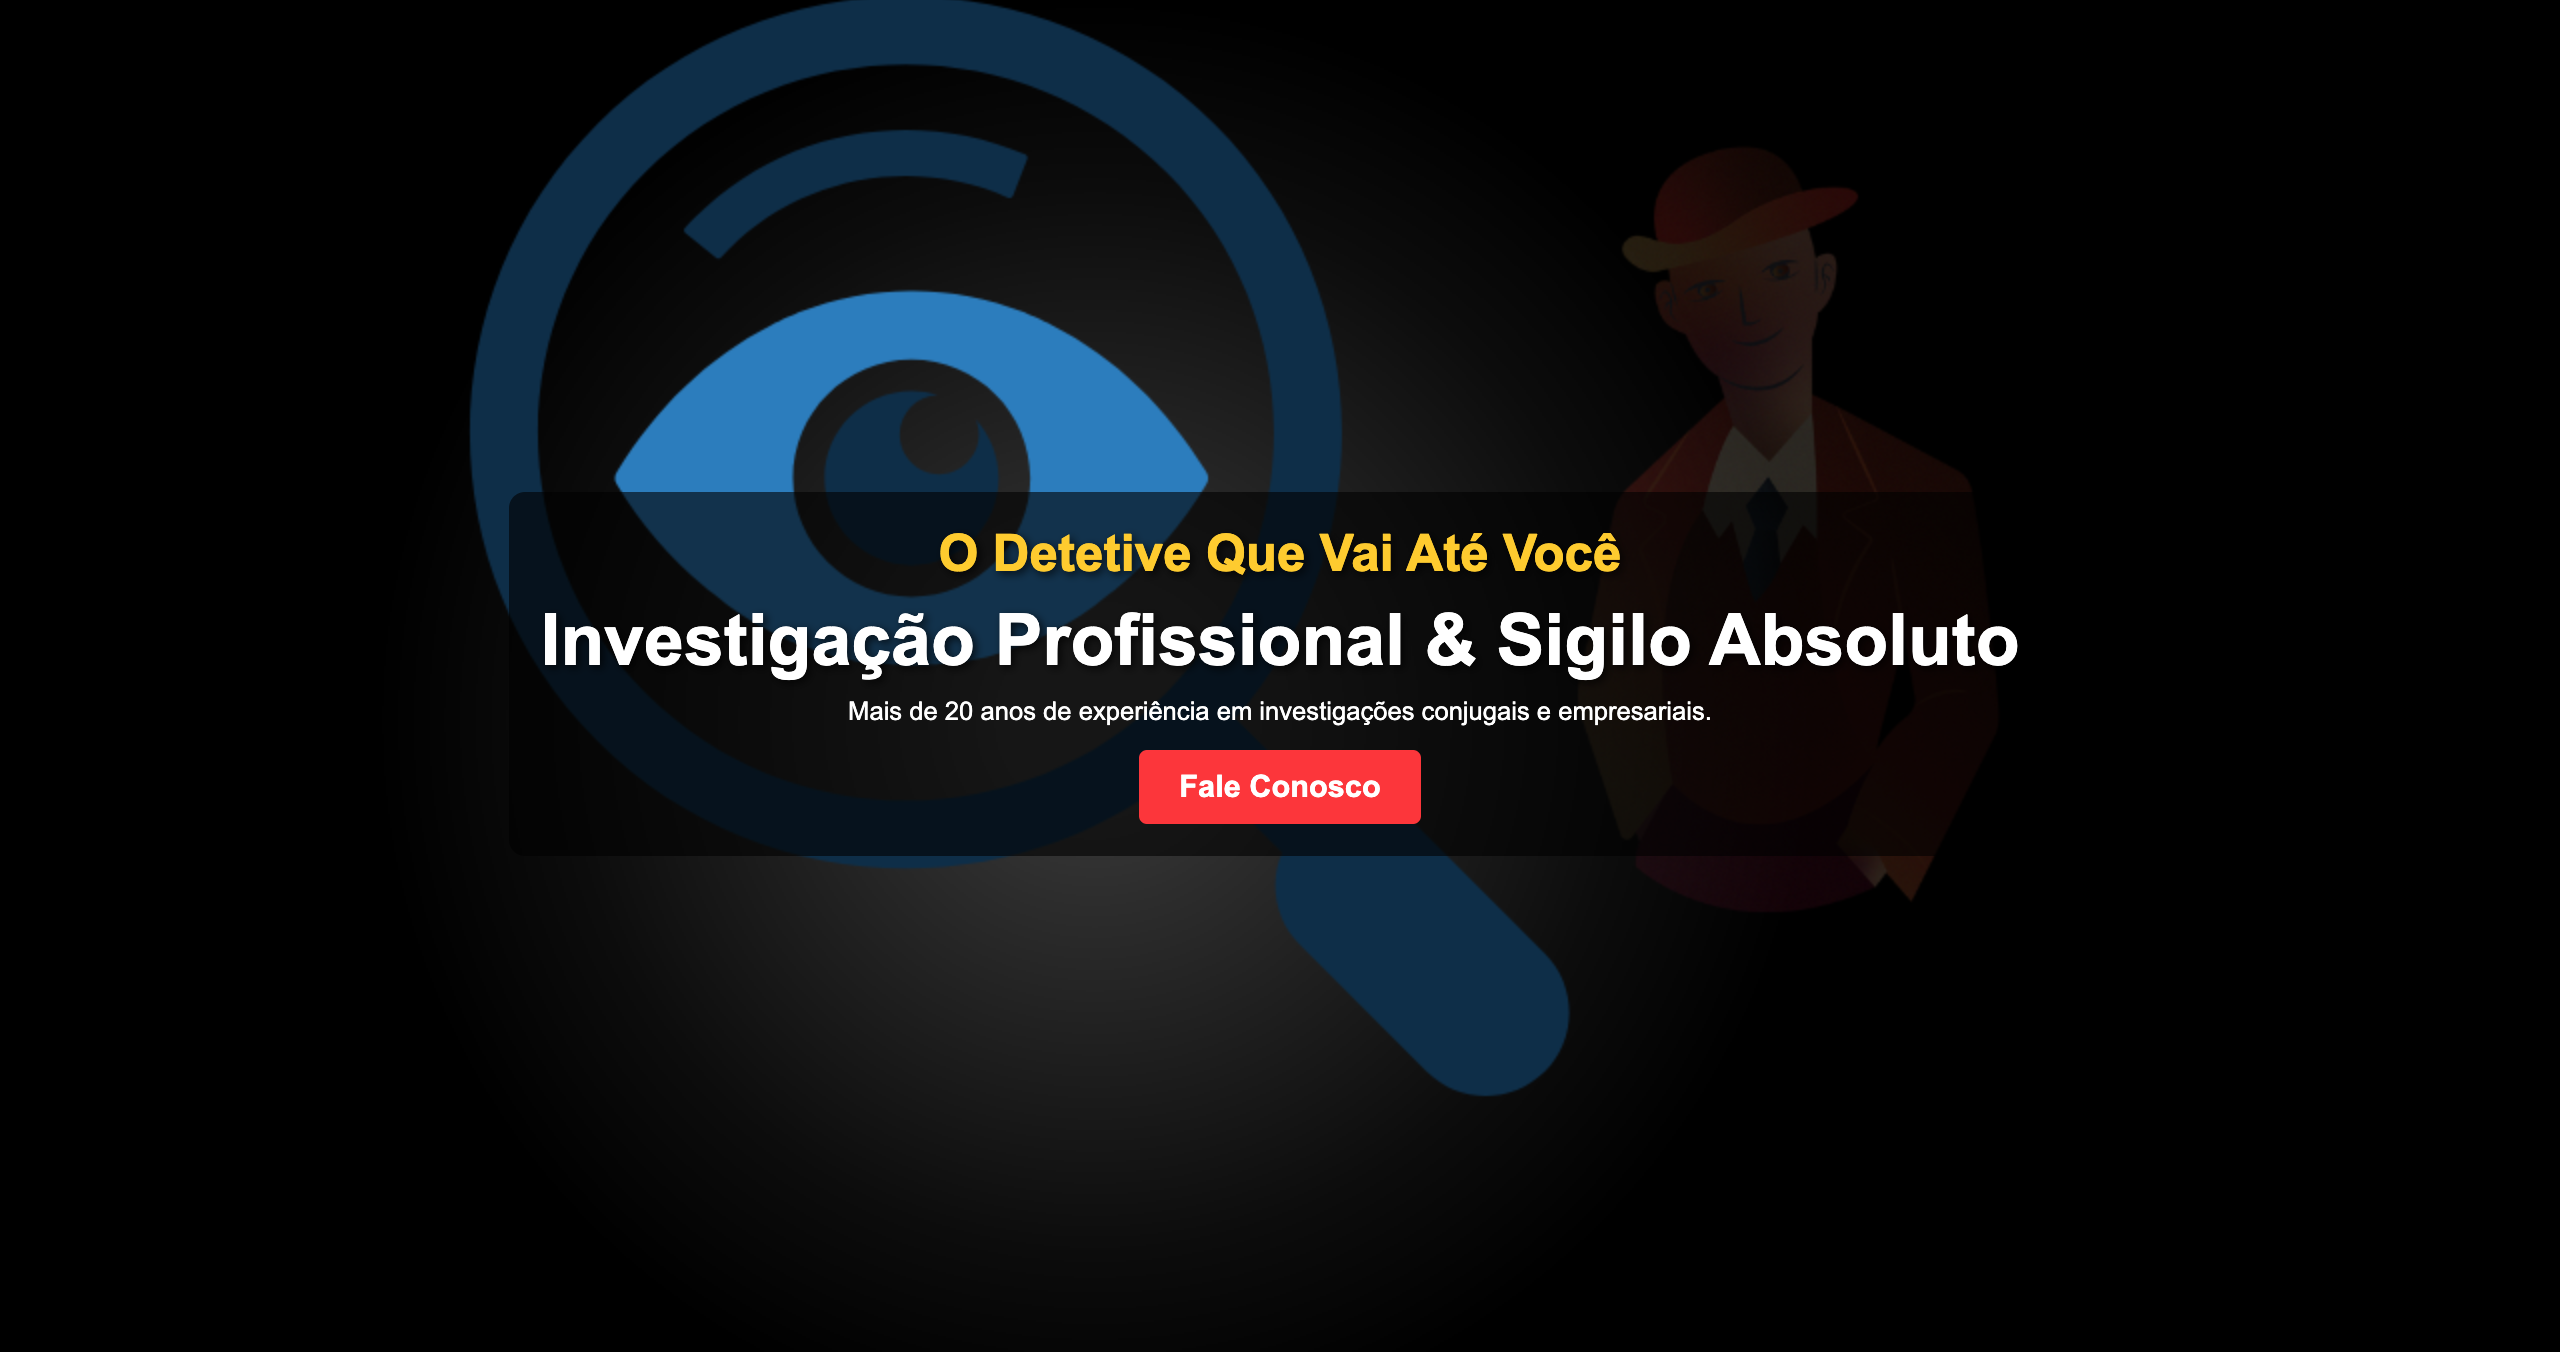 O Detetive Que Vai Até Você
Investigação Profissional & Sigilo Absoluto
Mais de 20 anos de experiência em investigações conjugais e empresariais.
Fale Conosco